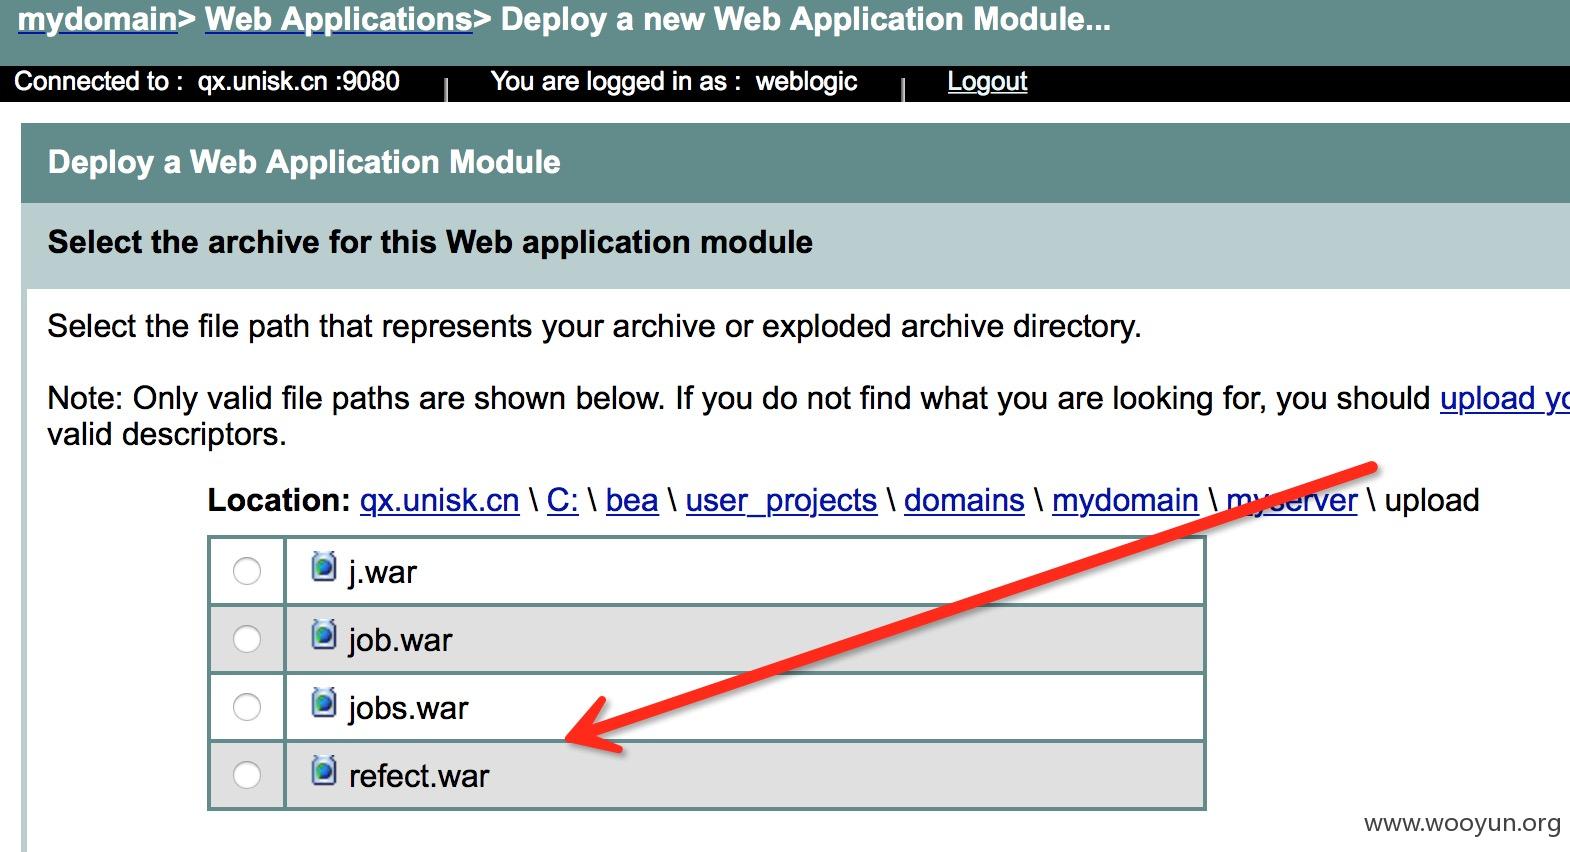 mydomain> Web Applications> Deploy a new Web Application Module...
Connected to : qx.unisk.cn :9080 | You are logged in as : weblogic | Logout
Deploy a Web Application Module
Select the archive for this Web application module
Select the file path that represents your archive or exploded archive directory.
Note: Only valid file paths are shown below. If you do not find what you are looking for, you should upload yo
valid descriptors.
Location: qx.unisk.cn \ C: \ bea \ user_projects \ domains \ mydomain \ myserver \ upload
j.war
job.war
jobs.war
refect.war
www.wooyun.org